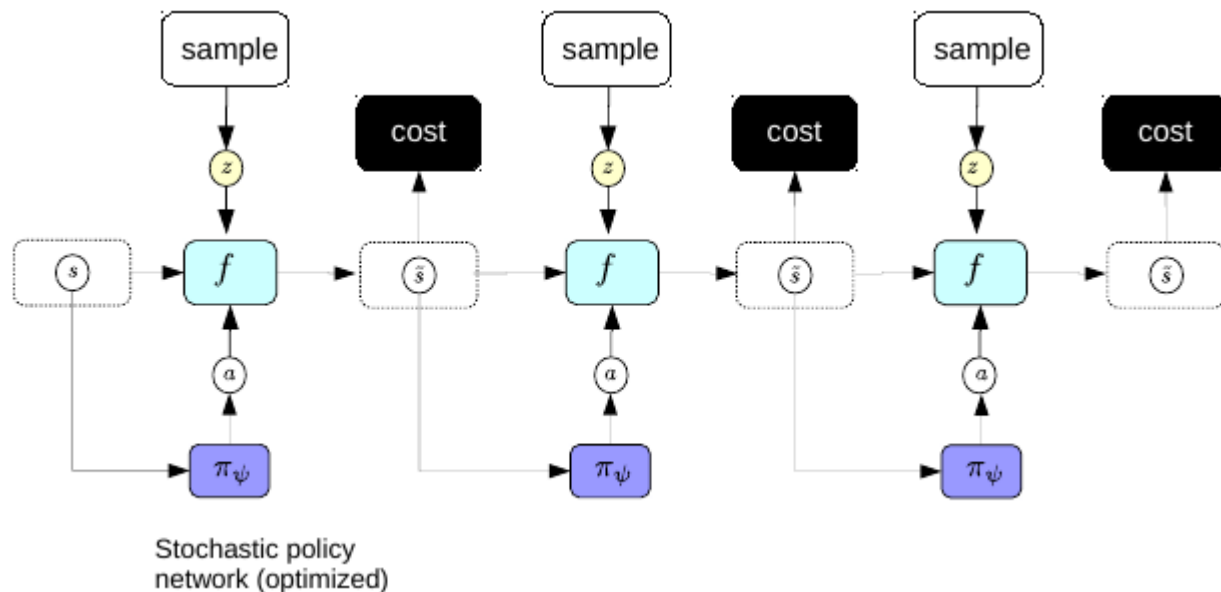 sample sample sample
cost cost cost
z z z
s f s̃ f s̃ f s̃
a a a
π_ψ π_ψ π_ψ
Stochastic policy
network (optimized)